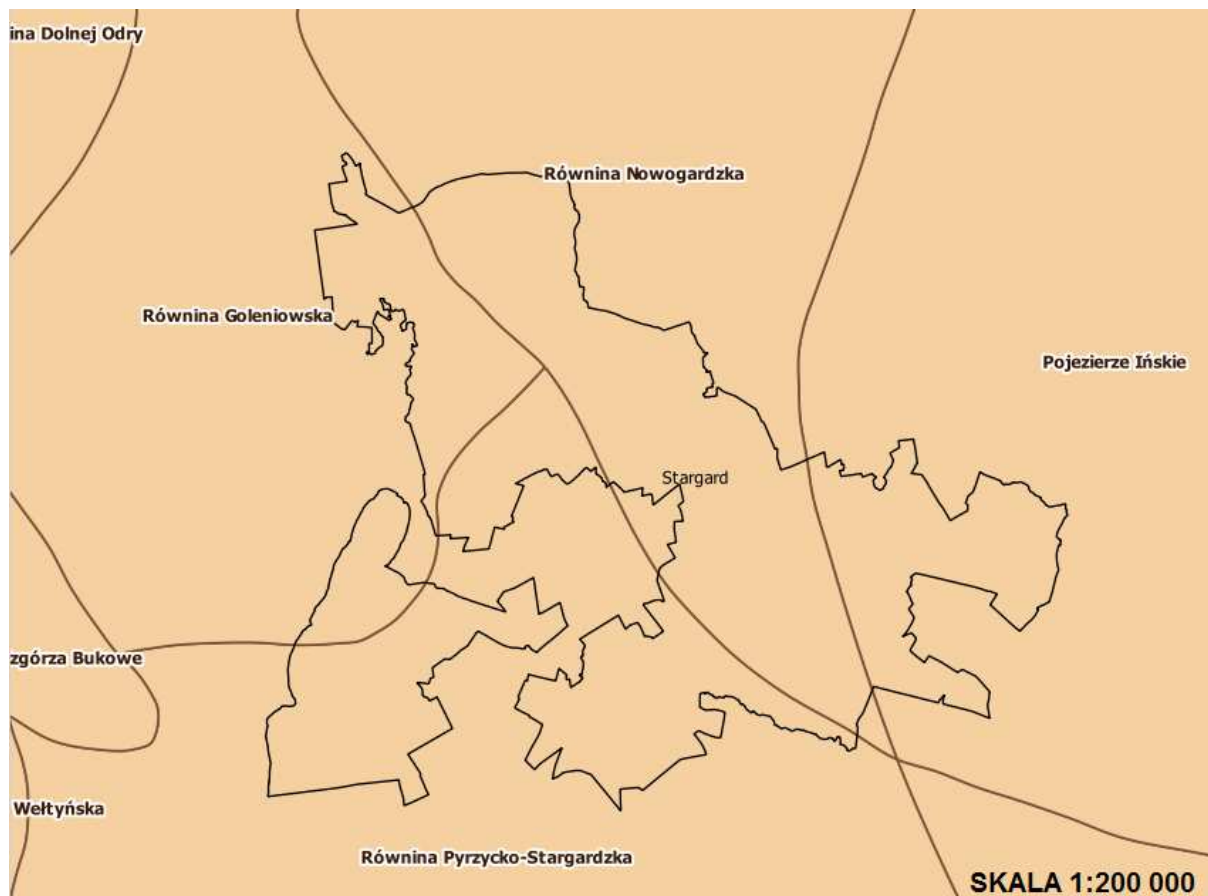 ina Dolnej Odry
Równina Nowogardzka
Równina Goleniowska
Pojezierze Ińskie
Stargard
zgórza Bukowe
Wełtyńska
Równina Pyrzycko-Stargardzka
SKALA 1:200 000